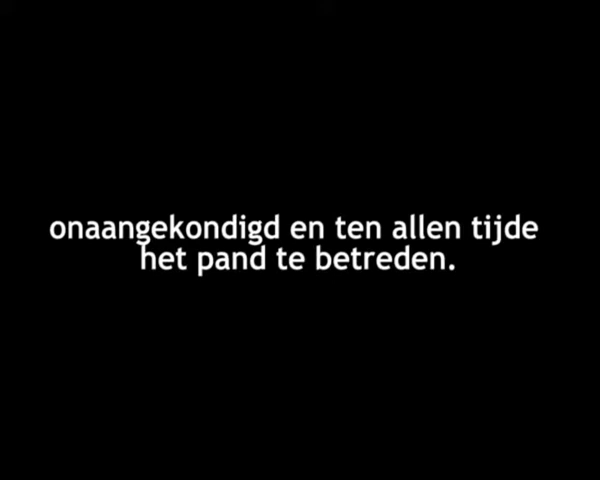 onaangekondigd en ten allen tijde
het pand te betreden.